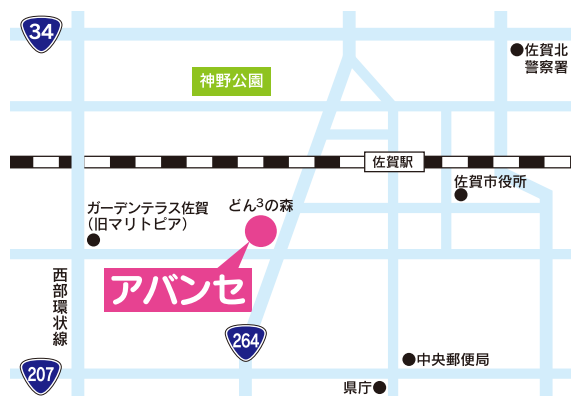 34
佐賀北
警察署
神野公園
佐賀駅
佐賀市役所
ガーデンテラス佐賀
（旧マリトピア）
どん3の森
アバンセ
西部環状線
264
207
中央郵便局
県庁